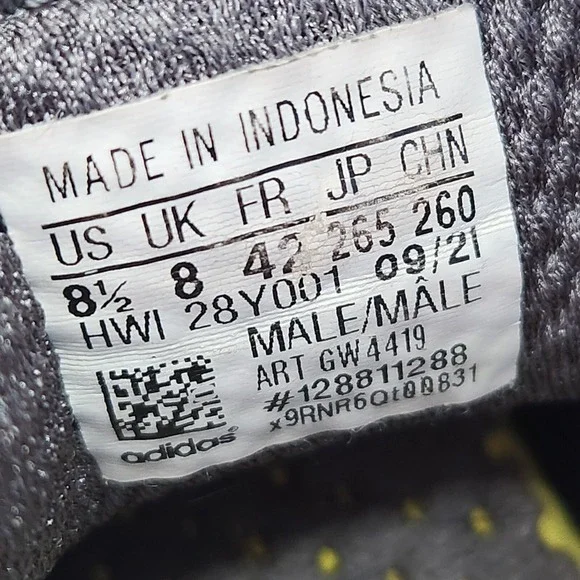 MADE IN INDONESIA
US UK FR JP CHN
8½ 8 42 265 260
HWI 28Y001 09/21
MALE/MÂLE
ART GW4419
#128811288
adidas